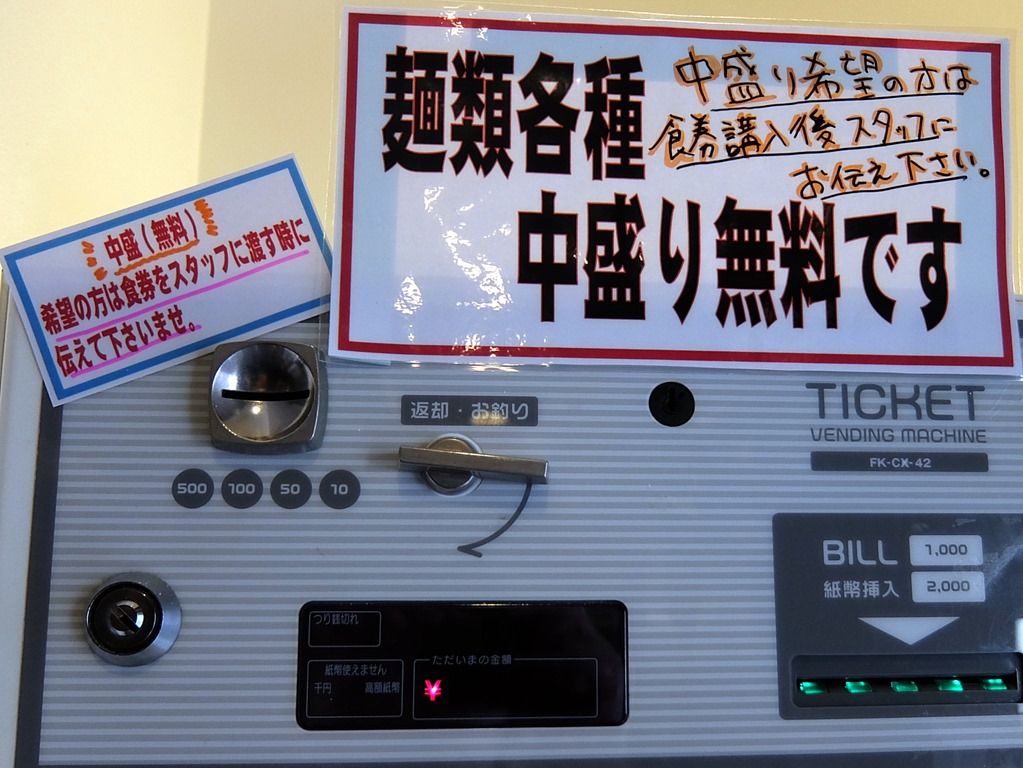 麺類各種
中盛り希望の方は
食券購入後スタッフに
お伝え下さい。
中盛り無料です
中盛(無料)
希望の方は食券をスタッフに渡す時に
伝えて下さいませ。
返却・お釣り
TICKET
VENDING MACHINE
FK-CX-42
500 100 50 10
BILL 1,000
紙幣挿入 2,000
つり銭切れ
紙幣使えません
千円 高額紙幣
ただいまの金額
¥